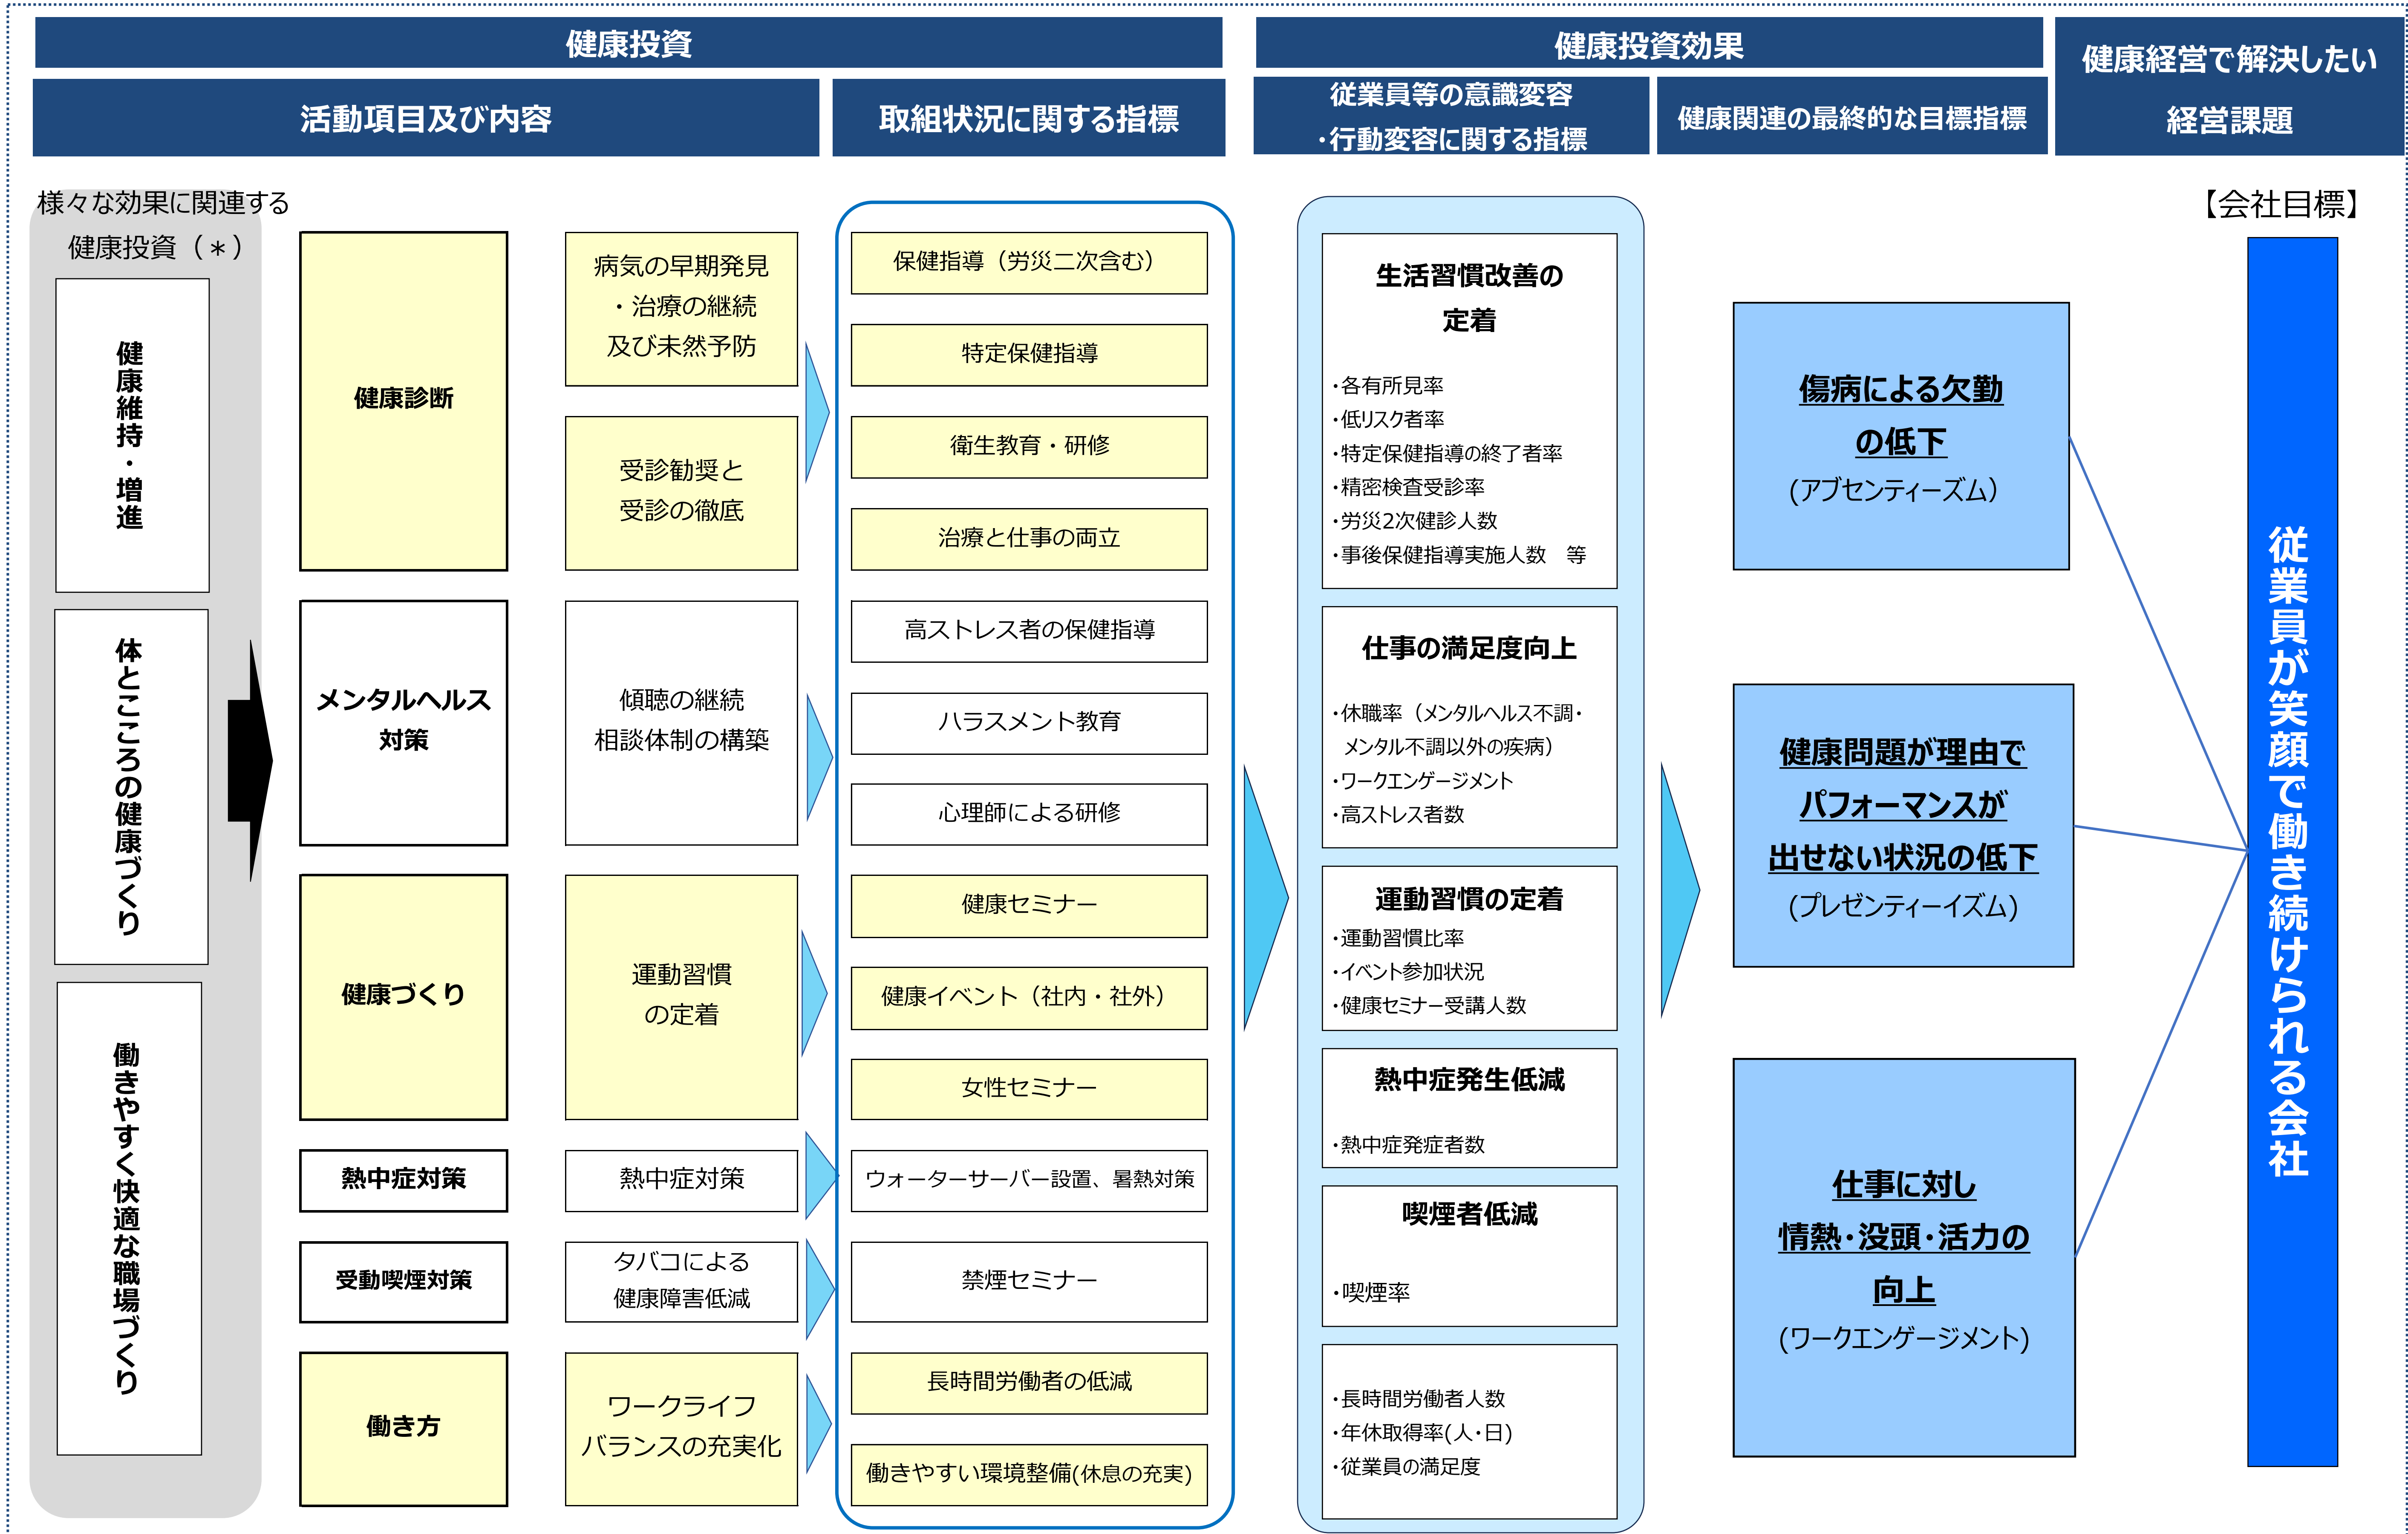 健康投資
健康投資効果
健康経営で解決したい
経営課題
活動項目及び内容
取組状況に関する指標
従業員等の意識変容
・行動変容に関する指標
健康関連の最終的な目標指標
様々な効果に関連する
健康投資（＊）
健康維持・増進
体とこころの健康づくり
働きやすく快適な職場づくり
健康診断
メンタルヘルス
対策
健康づくり
熱中症対策
受動喫煙対策
働き方
病気の早期発見
・治療の継続
及び未然予防
受診勧奨と
受診の徹底
傾聴の継続
相談体制の構築
運動習慣
の定着
熱中症対策
タバコによる
健康障害低減
ワークライフ
バランスの充実化
保健指導（労災二次含む）
特定保健指導
衛生教育・研修
治療と仕事の両立
高ストレス者の保健指導
ハラスメント教育
心理師による研修
健康セミナー
健康イベント（社内・社外）
女性セミナー
ウォーターサーバー設置、暑熱対策
禁煙セミナー
長時間労働者の低減
働きやすい環境整備(休息の充実)
生活習慣改善の
定着
・各有所見率
・低リスク者率
・特定保健指導の終了者率
・精密検査受診率
・労災2次健診人数
・事後保健指導実施人数　等
仕事の満足度向上
・休職率（メンタルヘルス不調・
メンタル不調以外の疾病）
・ワークエンゲージメント
・高ストレス者数
運動習慣の定着
・運動習慣比率
・イベント参加状況
・健康セミナー受講人数
熱中症発生低減
・熱中症発症者数
喫煙者低減
・喫煙率
・長時間労働者人数
・年休取得率(人・日)
・従業員の満足度
傷病による欠勤
の低下
(アブセンティーズム）
健康問題が理由で
パフォーマンスが
出せない状況の低下
(プレゼンティーイズム)
仕事に対し
情熱・没頭・活力の
向上
(ワークエンゲージメント)
【会社目標】
従業員が笑顔で働き続けられる会社